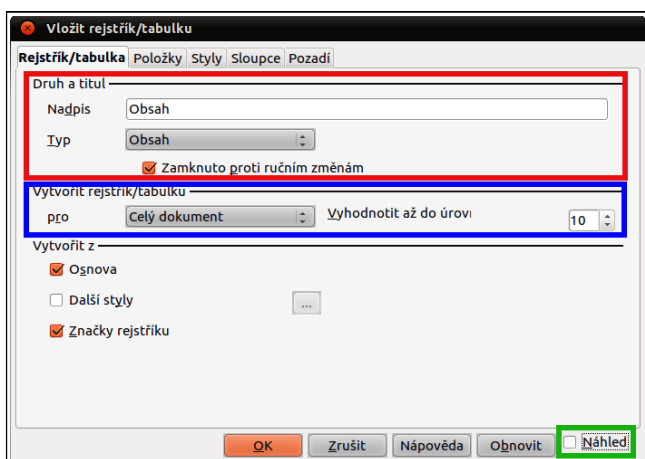 Vložit rejstřík/tabulku
Rejstřík/tabulka Položky Styly Sloupce Pozadí
Druh a titul
Nadpis Obsah
Typ Obsah
Zamknuto proti ručním změnám
Vytvořit rejstřík/tabulku
pro Celý dokument Vyhodnotit až do úrovn 10
Vytvořit z
Osnova
Další styly ...
Značky rejstříku
OK Zrušit Nápověda Obnovit Náhled